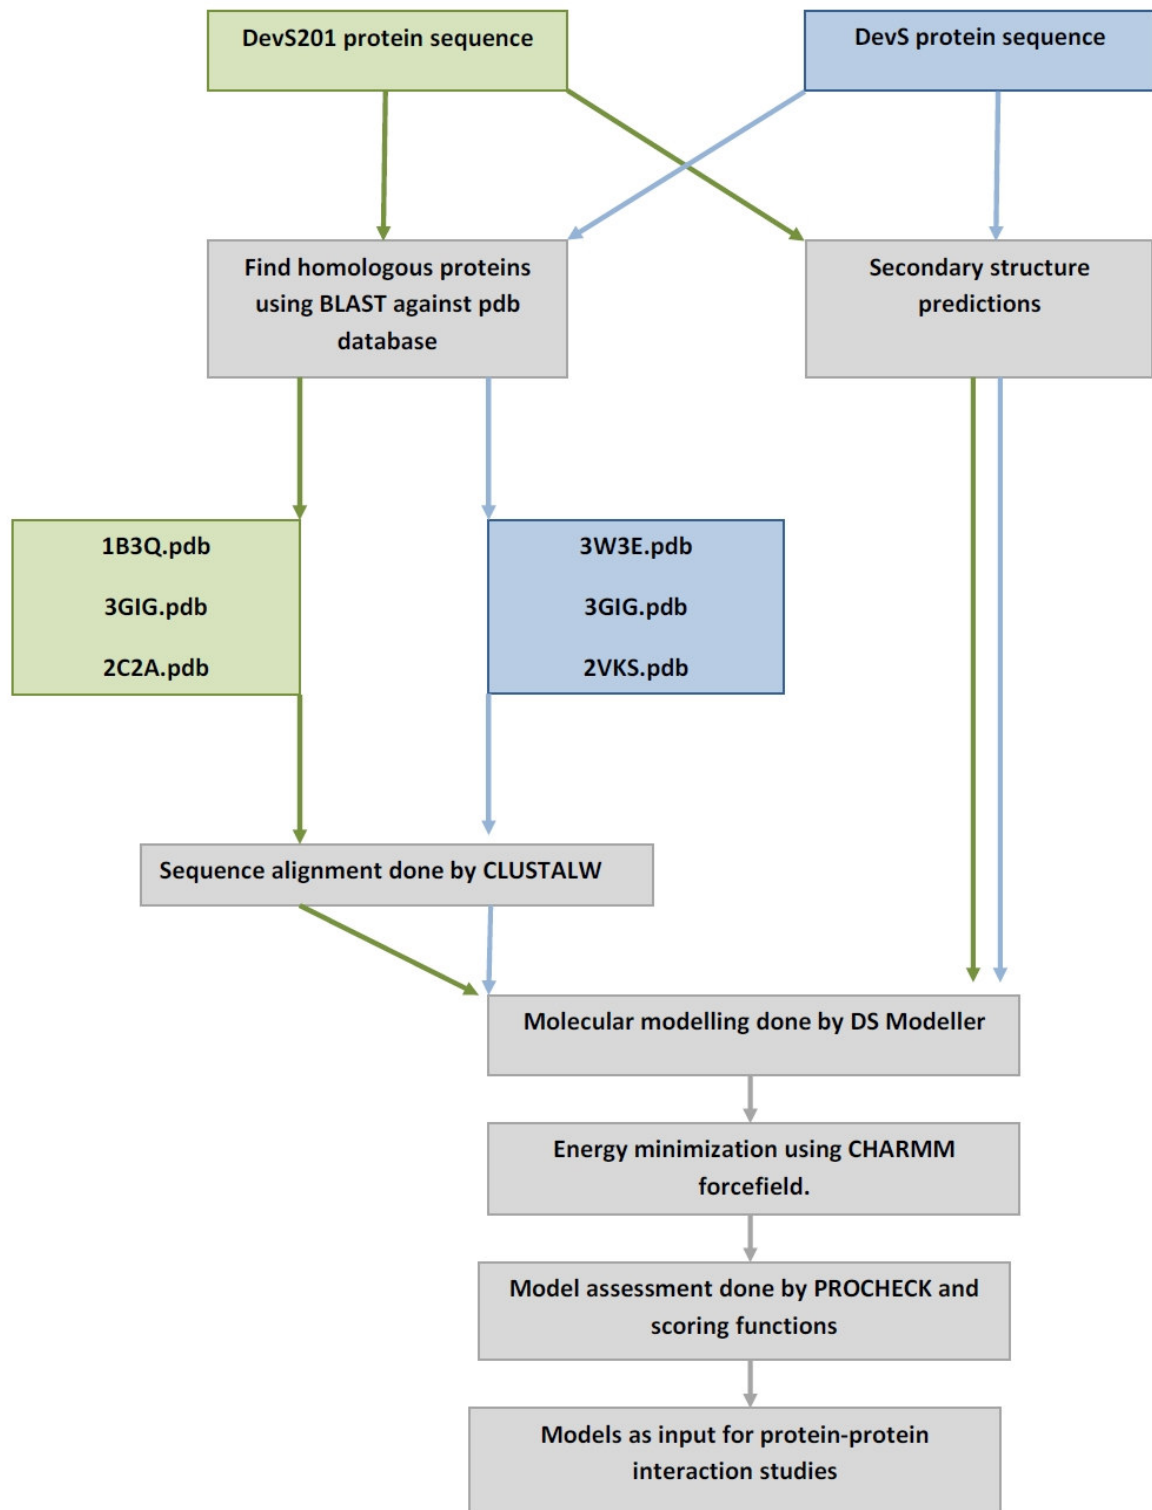 DevS201 protein sequence
DevS protein sequence
Find homologous proteins
using BLAST against pdb
database
Secondary structure
predictions
1B3Q.pdb
3GIG.pdb
2C2A.pdb
3W3E.pdb
3GIG.pdb
2VKS.pdb
Sequence alignment done by CLUSTALW
Molecular modelling done by DS Modeller
Energy minimization using CHARMM
forcefield.
Model assessment done by PROCHECK and
scoring functions
Models as input for protein-protein
interaction studies